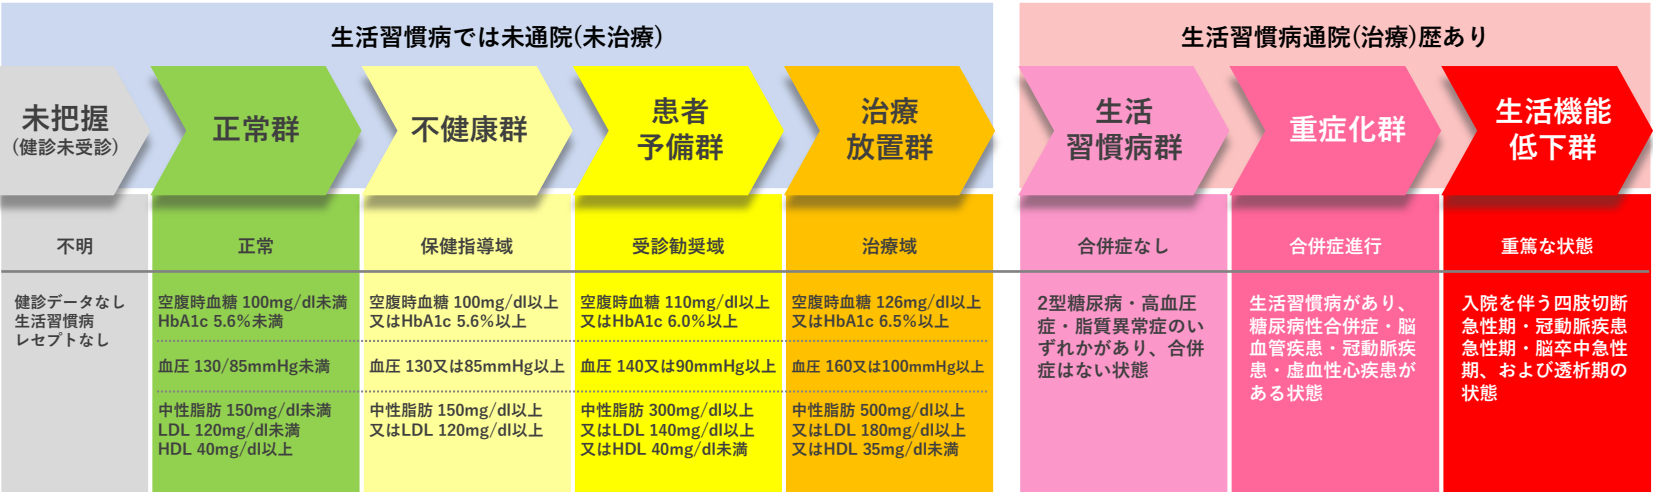 生活習慣病では未通院(未治療)
生活習慣病通院(治療)歴あり
未把握
(健診未受診)
正常群
不健康群
患者
予備群
治療
放置群
生活
習慣病群
重症化群
生活機能
低下群
不明
正常
保健指導域
受診勧奨域
治療域
合併症なし
合併症進行
重篤な状態
健診データなし
生活習慣病
レセプトなし
空腹時血糖 100mg/dl未満
HbA1c 5.6%未満
血圧 130/85mmHg未満
中性脂肪 150mg/dl未満
LDL 120mg/dl未満
HDL 40mg/dl以上
空腹時血糖 100mg/dl以上
又はHbA1c 5.6%以上
血圧 130又は85mmHg以上
中性脂肪 150mg/dl以上
又はLDL 120mg/dl以上
空腹時血糖 110mg/dl以上
又はHbA1c 6.0%以上
血圧 140又は90mmHg以上
中性脂肪 300mg/dl以上
又はLDL 140mg/dl以上
又はHDL 40mg/dl未満
空腹時血糖 126mg/dl以上
又はHbA1c 6.5%以上
血圧 160又は100mmHg以上
中性脂肪 500mg/dl以上
又はLDL 180mg/dl以上
又はHDL 35mg/dl未満
2型糖尿病・高血圧
症・脂質異常症のい
ずれかがあり、合併
症はない状態
生活習慣病があり、
糖尿病性合併症・脳
血管疾患・冠動脈疾
患・虚血性心疾患が
ある状態
入院を伴う四肢切断
急性期・冠動脈疾患
急性期・脳卒中急性
期、および透析期の
状態